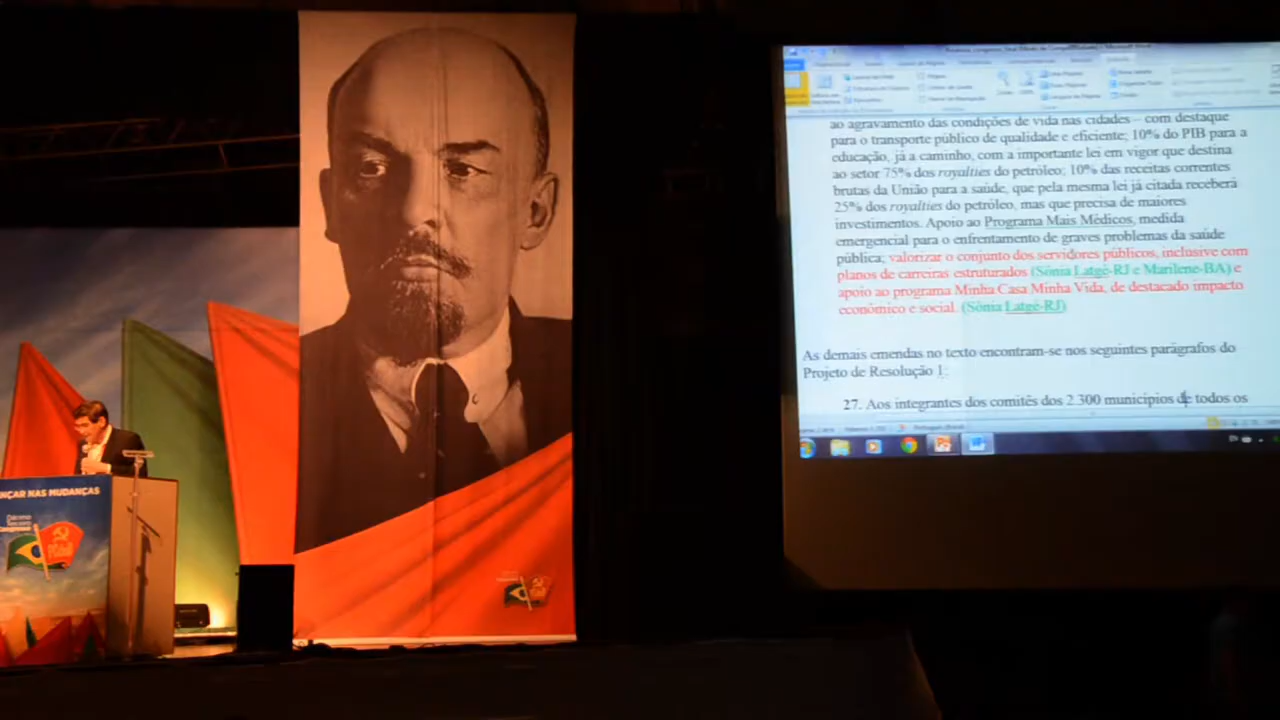 ANÇAR NAS MUDANÇAS
Décimo
Terceiro
Congresso
PCdoB
ao agravamento das condições de vida nas cidades – com destaque
para o transporte público de qualidade e eficiente; 10% do PIB para a
educação, já a caminho, com a importante lei em vigor que destina
ao setor 75% dos royalties do petróleo; 10% das receitas correntes
brutas da União para a saúde, que pela mesma lei já citada receberá
25% dos royalties do petróleo, mas que precisa de maiores
investimentos. Apoio ao Programa Mais Médicos, medida
emergencial para o enfrentamento de graves problemas da saúde
pública; valorizar o conjunto dos servidores públicos, inclusive com
planos de carreiras estruturados (Sônia Latgé-RJ e Marilene-BA) e
apoio ao programa Minha Casa Minha Vida, de destacado impacto
econômico e social. (Sônia Latgé-RJ)
As demais emendas no texto encontram-se nos seguintes parágrafos do
Projeto de Resolução 1:
27. Aos integrantes dos comitês dos 2.300 municípios de todos os